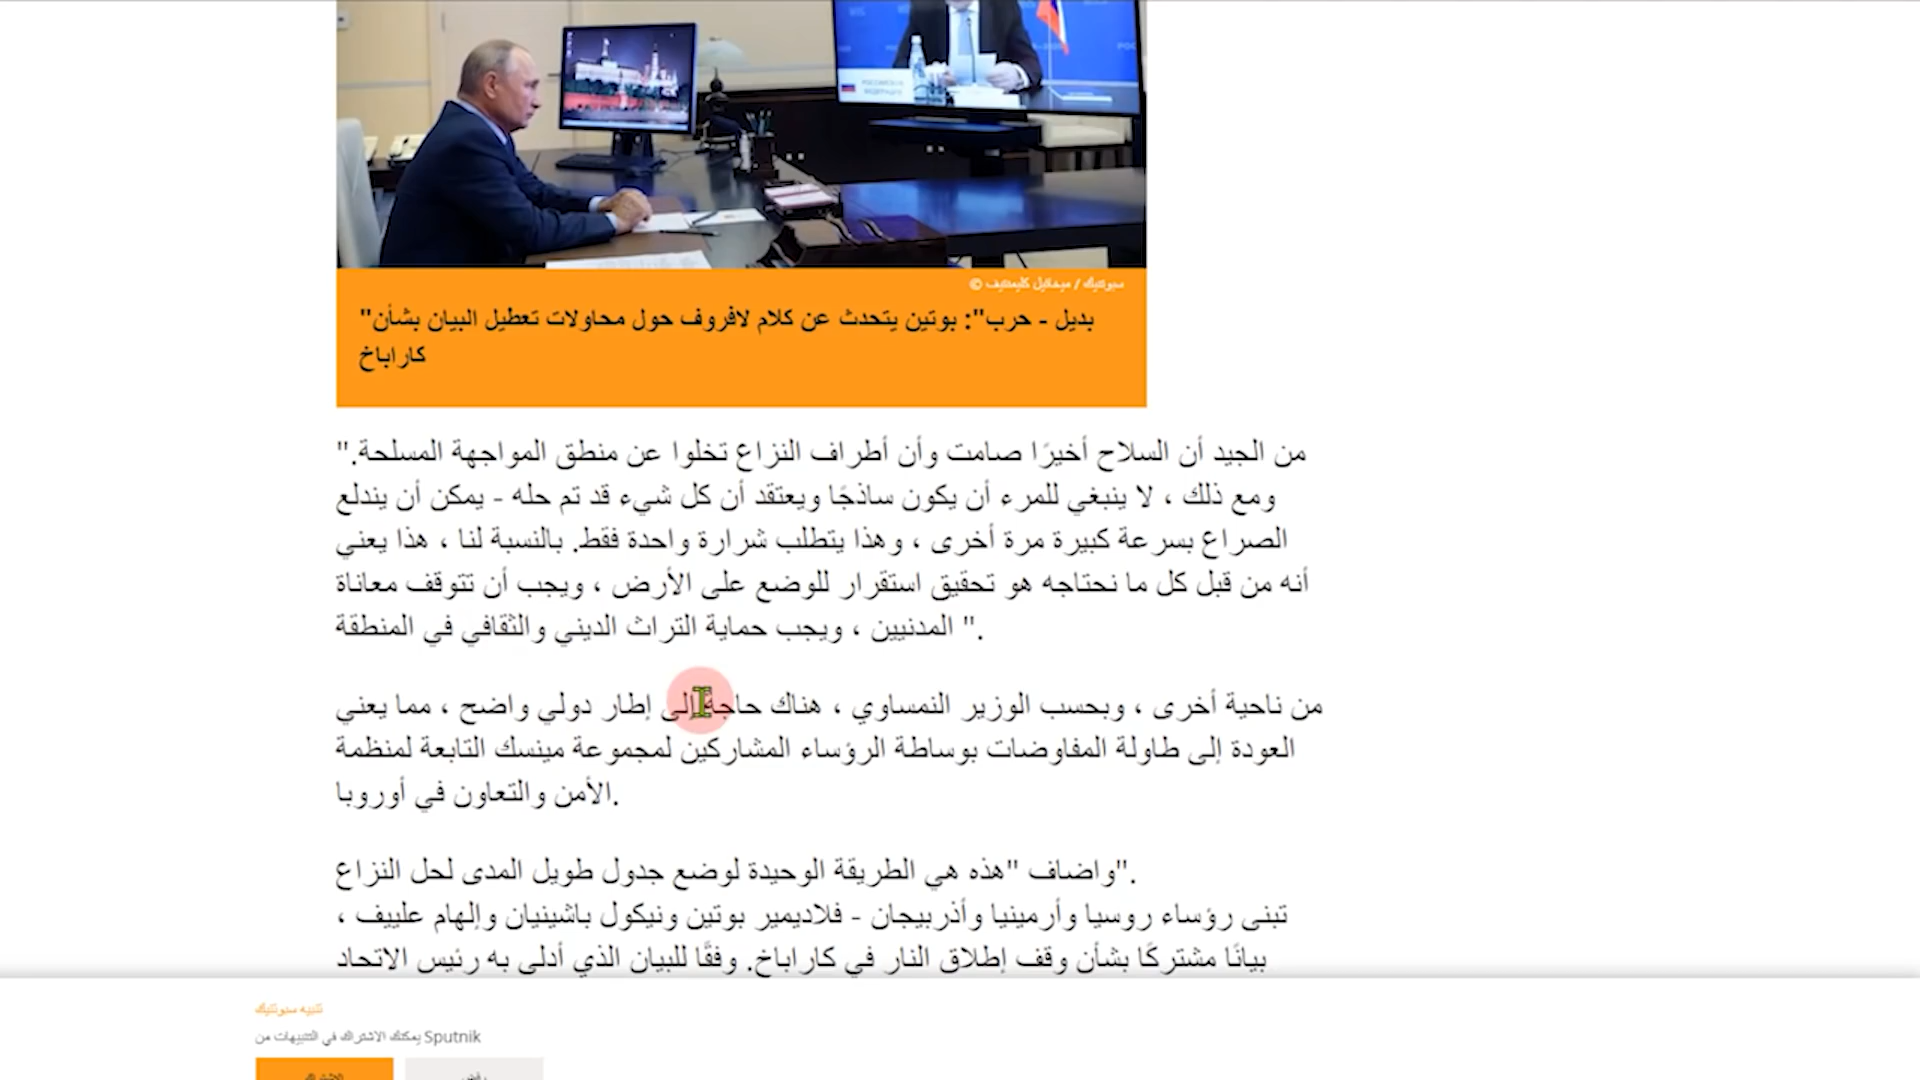 РОССИЙСКАЯ
ФЕДЕРАЦИЯ
سبوتنيك / ميخائيل كليمنتيف ©
بديل - حرب": بوتين يتحدث عن كلام لافروف حول محاولات تعطيل البيان بشأن"
كاراباخ
من الجيد أن السلاح أخيرًا صامت وأن أطراف النزاع تخلوا عن منطق المواجهة المسلحة."
ومع ذلك ، لا ينبغي للمرء أن يكون ساذجًا ويعتقد أن كل شيء قد تم حله - يمكن أن يندلع
الصراع بسرعة كبيرة مرة أخرى ، وهذا يتطلب شرارة واحدة فقط. بالنسبة لنا ، هذا يعني
أنه من قبل كل ما نحتاجه هو تحقيق استقرار للوضع على الأرض ، ويجب أن تتوقف معاناة
المدنيين ، ويجب حماية التراث الديني والثقافي في المنطقة ".
من ناحية أخرى ، وبحسب الوزير النمساوي ، هناك حاجة إلى إطار دولي واضح ، مما يعني
العودة إلى طاولة المفاوضات بوساطة الرؤساء المشاركين لمجموعة مينسك التابعة لمنظمة
الأمن والتعاون في أوروبا.
واضاف "هذه هي الطريقة الوحيدة لوضع جدول طويل المدى لحل النزاع".
تبنى رؤساء روسيا وأرمينيا وأذربيجان - فلاديمير بوتين ونيكول باشينيان وإلهام علييف ،
بيانًا مشتركًا بشأن وقف إطلاق النار في كاراباخ. وفقًا للبيان الذي أدلى به رئيس الاتحاد
تنبيه سبوتنيك
يمكنك الاشتراك في التنبيهات من Sputnik
الاشتراك
رفض